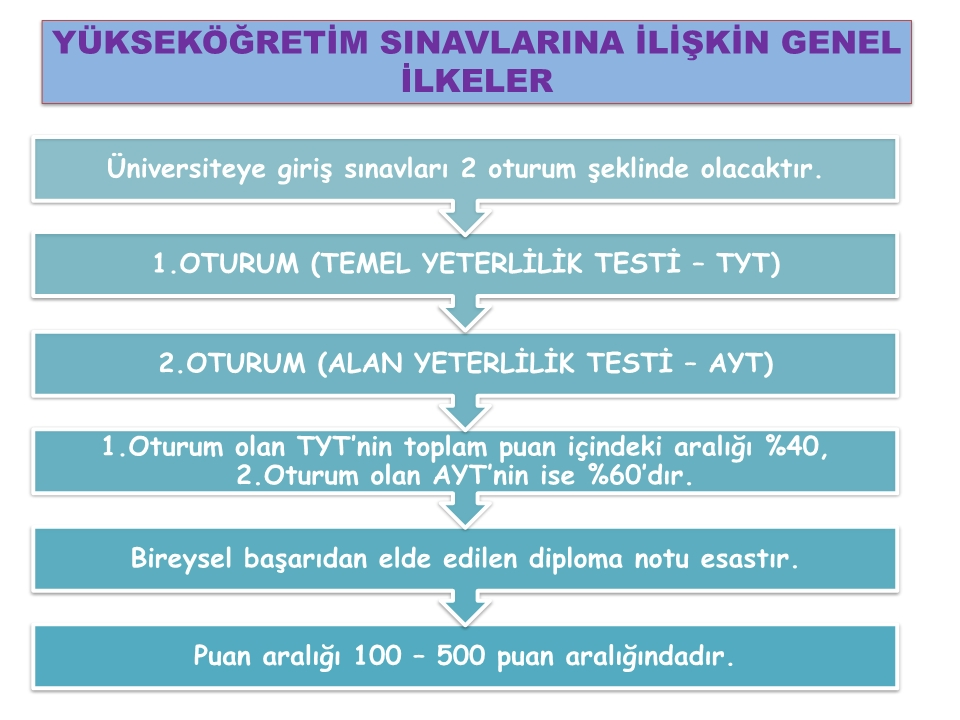 YÜKSEKÖĞRETİM SINAVLARINA İLİŞKİN GENEL
İLKELER
Üniversiteye giriş sınavları 2 oturum şeklinde olacaktır.
1.OTURUM (TEMEL YETERLİLİK TESTİ – TYT)
2.OTURUM (ALAN YETERLİLİK TESTİ – AYT)
1.Oturum olan TYT’nin toplam puan içindeki aralığı %40,
2.Oturum olan AYT’nin ise %60’dır.
Bireysel başarıdan elde edilen diploma notu esastır.
Puan aralığı 100 – 500 puan aralığındadır.